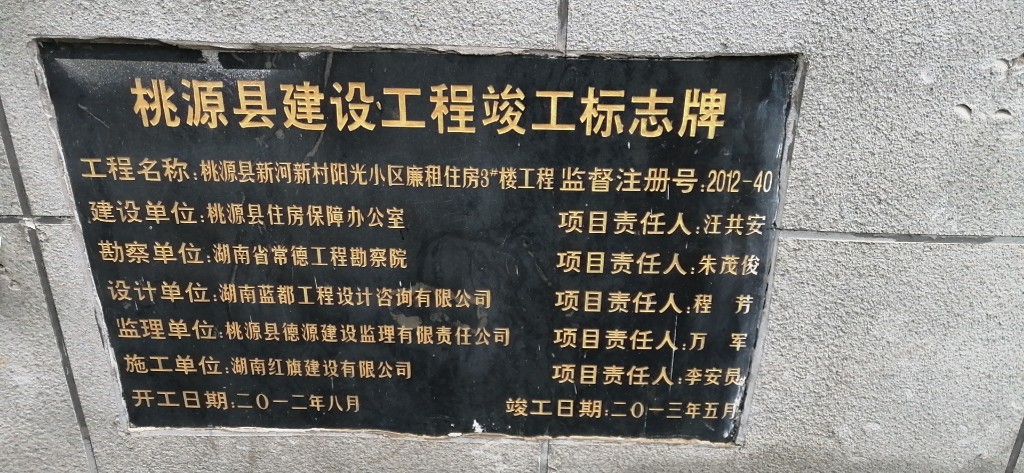 桃源县建设工程竣工标志牌
工程名称:桃源县新河新村阳光小区廉租住房3#楼工程 监督注册号:2012-40
建设单位:桃源县住房保障办公室 项目责任人:汪共安
勘察单位:湖南省常德工程勘察院 项目责任人:朱茂俊
设计单位:湖南蓝都工程设计咨询有限公司 项目责任人:程芳
监理单位:桃源县德源建设监理有限责任公司 项目责任人:万军
施工单位:湖南红旗建设有限公司 项目责任人:李安员
开工日期:二〇一二年八月 竣工日期:二〇一三年五月